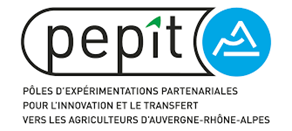 pepit
PÔLES D'EXPÉRIMENTATIONS PARTENARIALES
POUR L'INNOVATION ET LE TRANSFERT
VERS LES AGRICULTEURS D'AUVERGNE-RHÔNE-ALPES